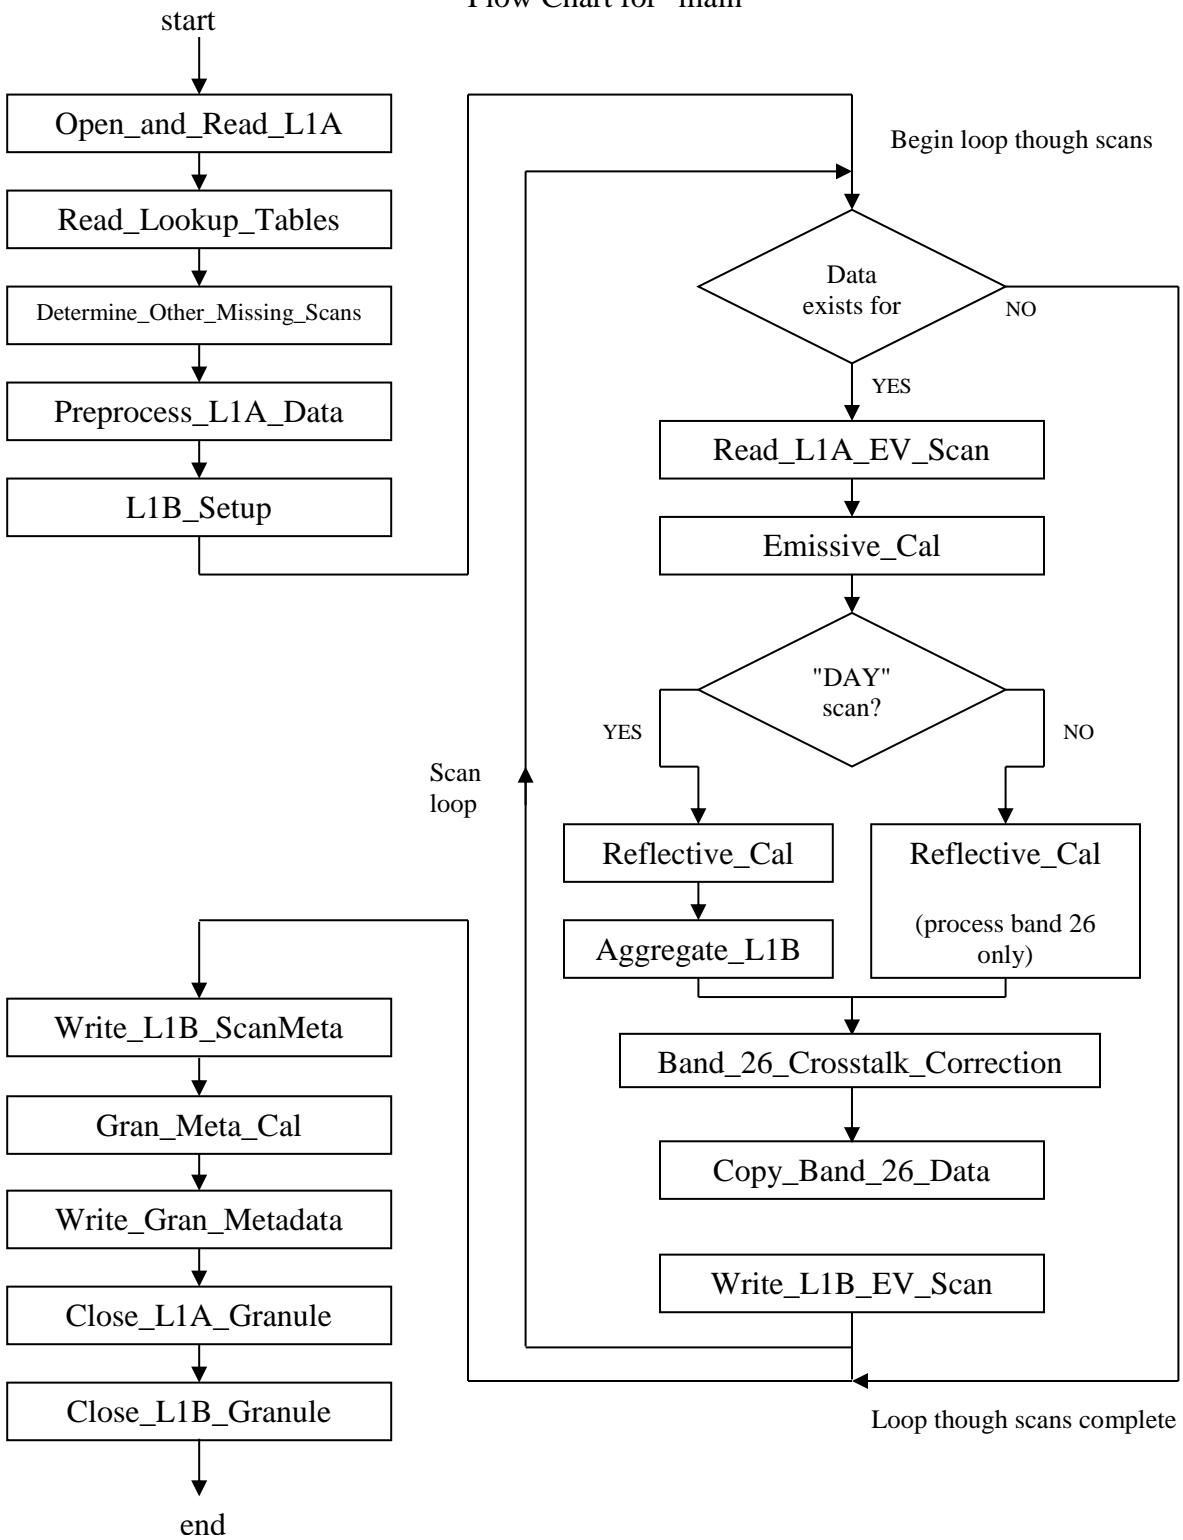 Flow Chart for "main"
start
Open_and_Read_L1A
Read_Lookup_Tables
Determine_Other_Missing_Scans
Preprocess_L1A_Data
L1B_Setup
Begin loop though scans
Data
exists for
NO
YES
Read_L1A_EV_Scan
Emissive_Cal
"DAY"
scan?
YES
NO
Scan
loop
Reflective_Cal
Aggregate_L1B
Reflective_Cal
(process band 26
only)
Band_26_Crosstalk_Correction
Copy_Band_26_Data
Write_L1B_EV_Scan
Loop though scans complete
Write_L1B_ScanMeta
Gran_Meta_Cal
Write_Gran_Metadata
Close_L1A_Granule
Close_L1B_Granule
end